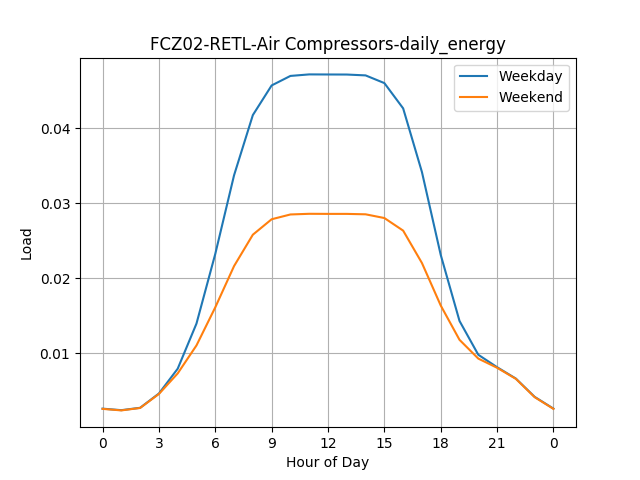 FCZ02-RETL-Air Compressors-daily_energy
Weekday
Weekend
0.04
0.03
0.02
0.01
Load
0 3 6 9 12 15 18 21 0
Hour of Day